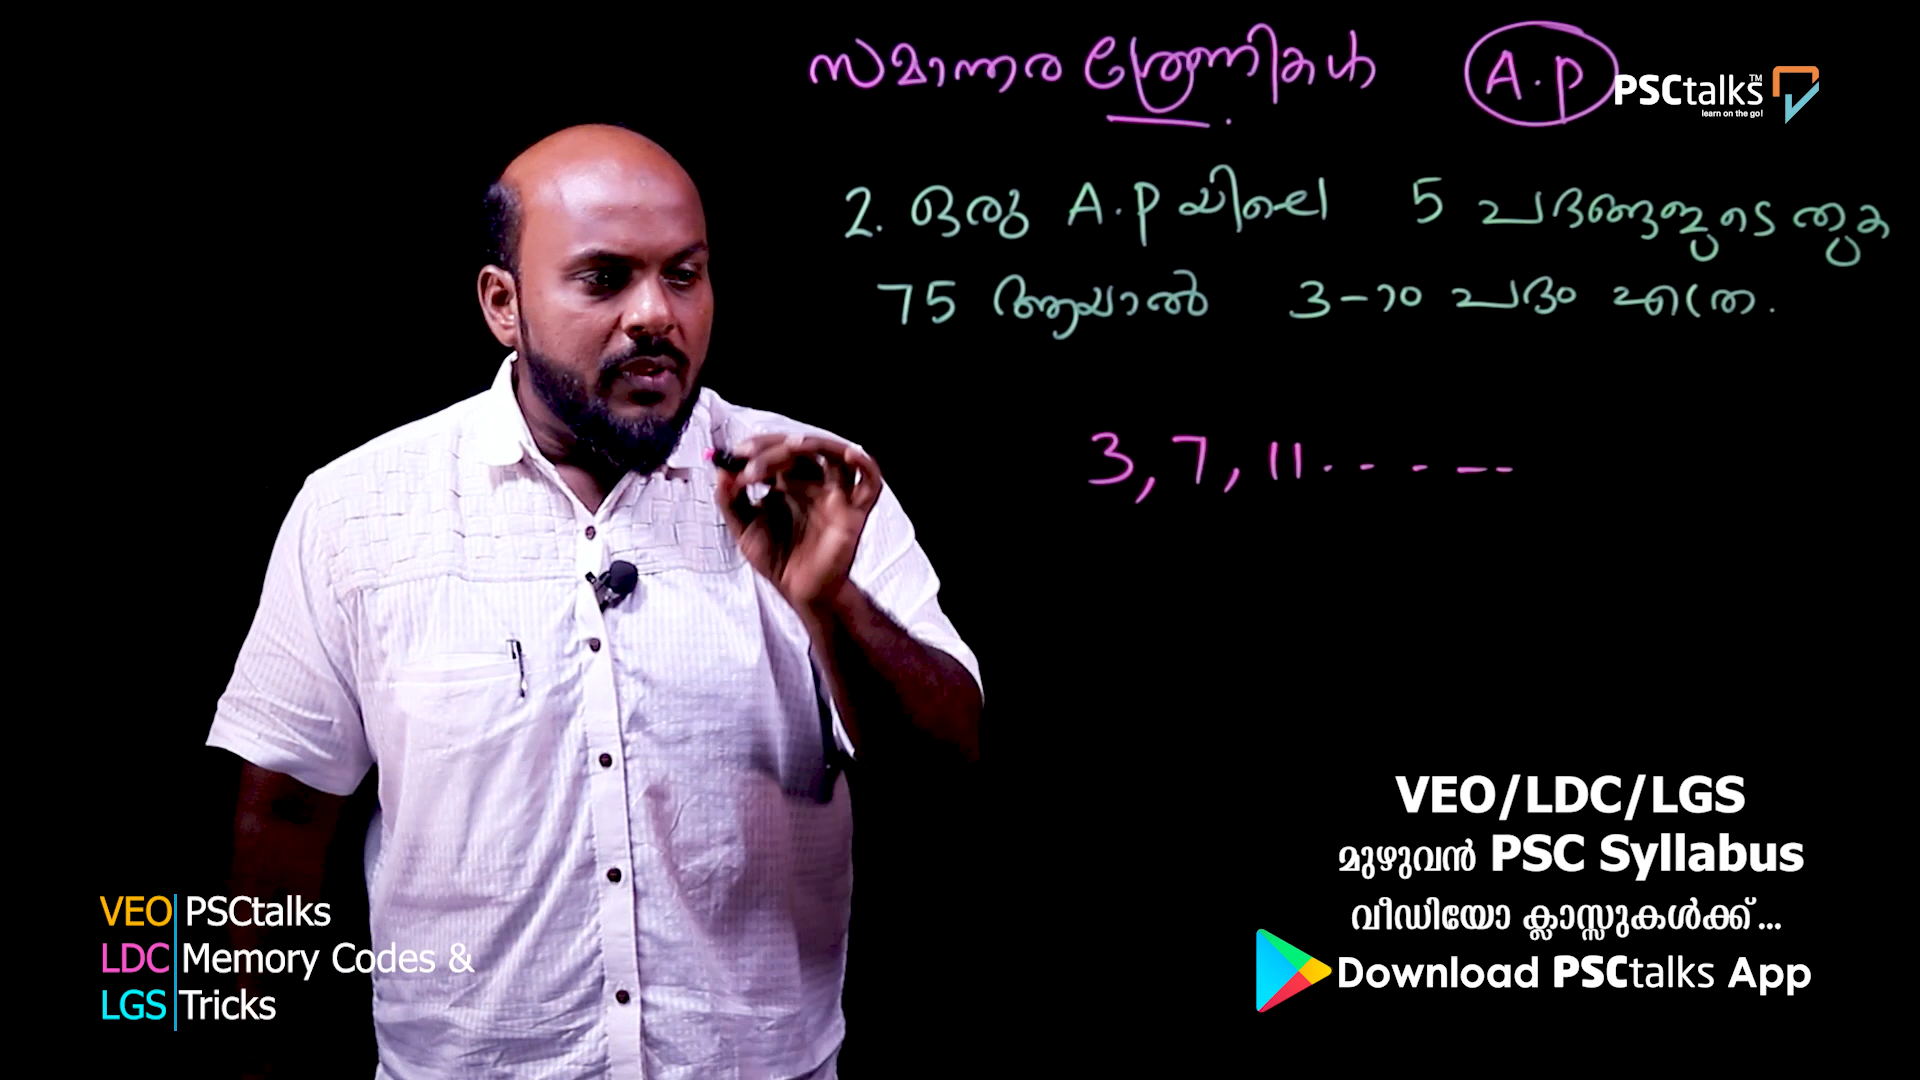 സമാന്തര ശ്രേണികൾ A.P
PSCtalks™
learn on the go!
2. ഒരു A.P യിലെ 5 പദങ്ങളുടെ തുക
75 ആയാൽ 3-ാം പദം എത്ര.
3, 7, 11.----
VEO/LDC/LGS
മുഴുവൻ PSC Syllabus
വീഡിയോ ക്ലാസ്സുകൾക്ക്...
Download PSCtalks App
VEO PSCtalks
LDC Memory Codes &
LGS Tricks